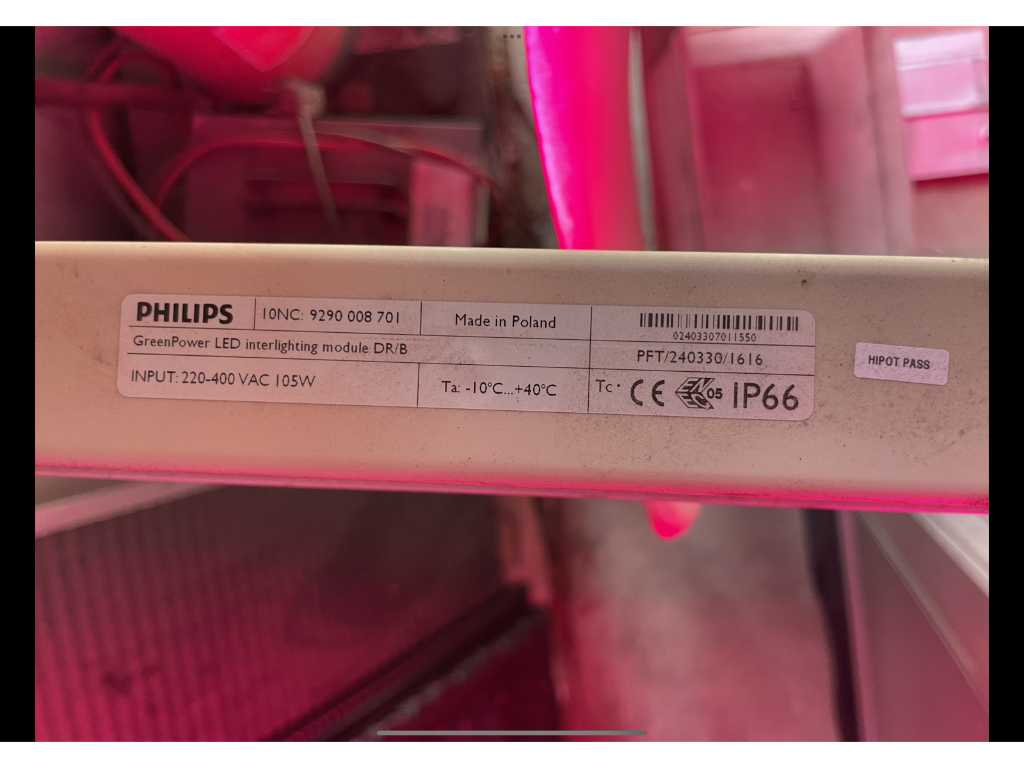 PHILIPS
10NC: 9290 008 701
Made in Poland
02403307011550
GreenPower LED interlighting module DR/B
PFT/240330/1616
INPUT: 220-400 VAC 105W
Ta: -10°C...+40°C
Tc •
CE
ENEC
05
IP66
HIPOT PASS